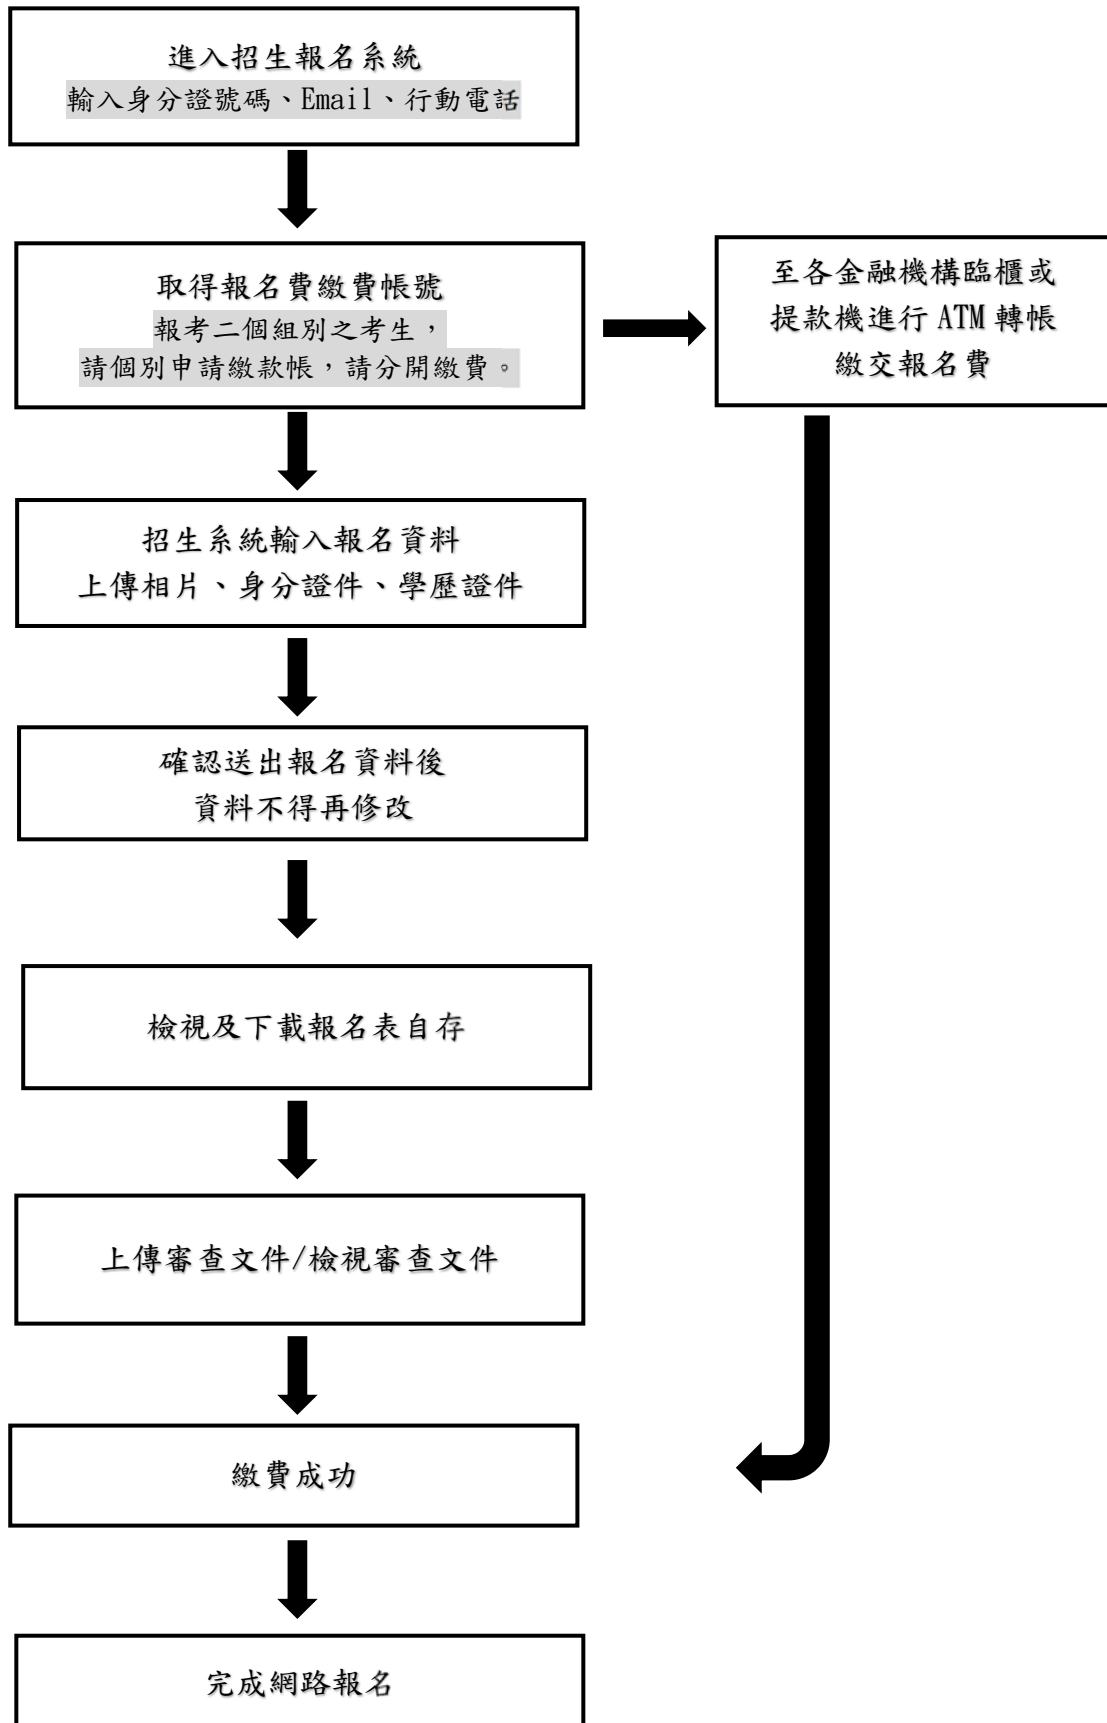 進入招生報名系統
輸入身分證號碼、Email、行動電話
取得報名費繳費帳號
報考二個組別之考生，
請個別申請繳款帳，請分開繳費。
至各金融機構臨櫃或
提款機進行 ATM 轉帳
繳交報名費
招生系統輸入報名資料
上傳相片、身分證件、學歷證件
確認送出報名資料後
資料不得再修改
檢視及下載報名表自存
上傳審查文件/檢視審查文件
繳費成功
完成網路報名